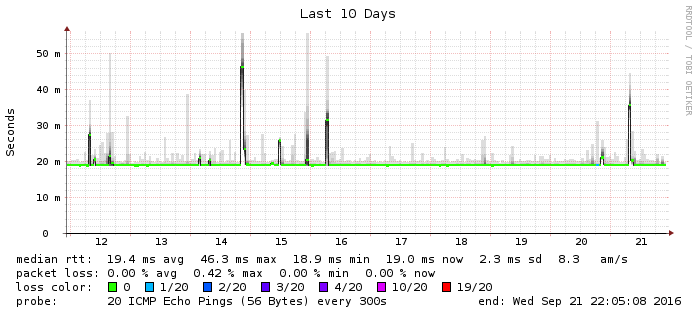 Last 10 Days
RRDTOOL / TOBI OETIKER
Seconds
50 m
40 m
30 m
20 m
10 m
0
12 13 14 15 16 17 18 19 20 21
median rtt: 19.4 ms avg 46.3 ms max 18.9 ms min 19.0 ms now 2.3 ms sd 8.3 am/s
packet loss: 0.00 % avg 0.42 % max 0.00 % min 0.00 % now
loss color: 0 1/20 2/20 3/20 4/20 10/20 19/20
probe: 20 ICMP Echo Pings (56 Bytes) every 300s end: Wed Sep 21 22:05:08 2016